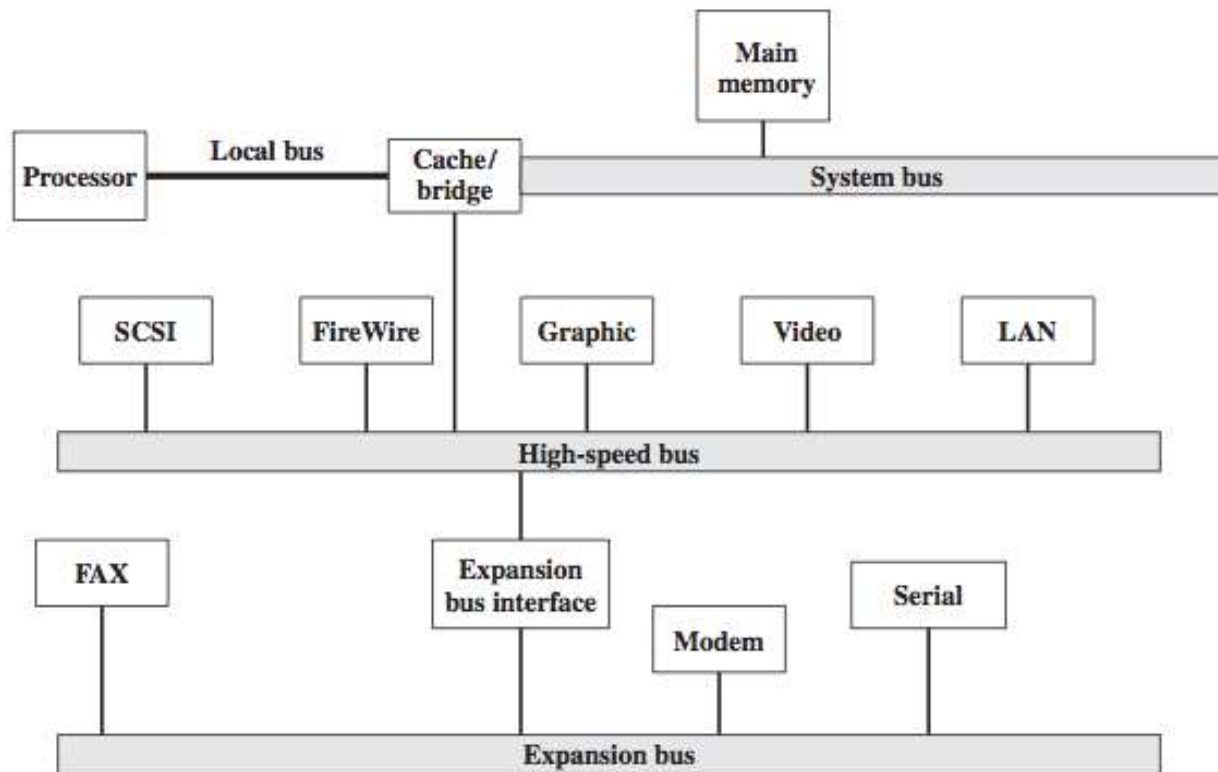 Main
memory
Local bus
Processor
Cache/
bridge
System bus
SCSI
FireWire
Graphic
Video
LAN
High-speed bus
FAX
Expansion
bus interface
Serial
Modem
Expansion bus